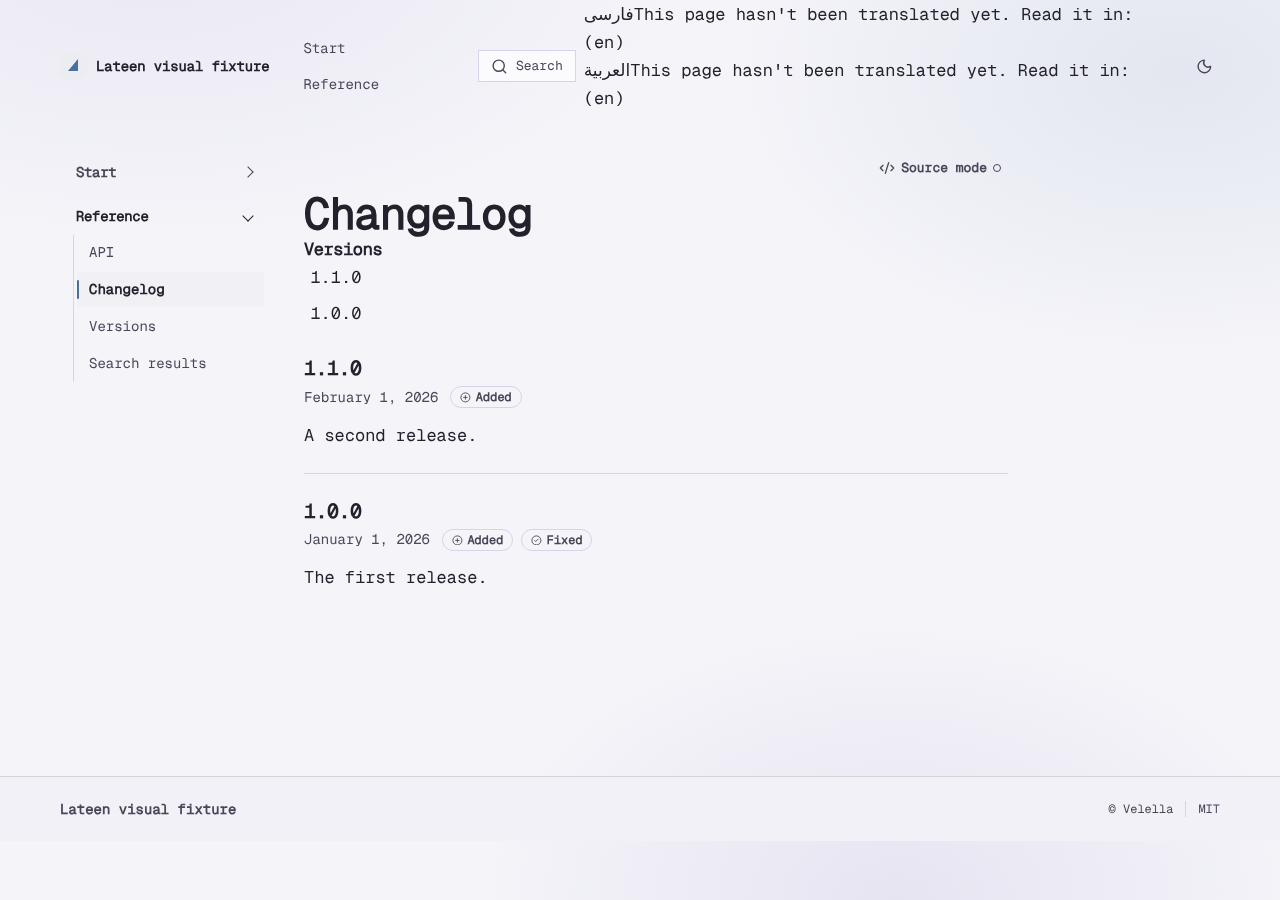 Lateen visual fixture
Start
Reference
Search
فارسیThis page hasn't been translated yet. Read it in:
(en)
العربيةThis page hasn't been translated yet. Read it in:
(en)
Start
Reference
API
Changelog
Versions
Search results
Source mode
Changelog
Versions
1.1.0
1.0.0
1.1.0
February 1, 2026 Added
A second release.
1.0.0
January 1, 2026 Added Fixed
The first release.
Lateen visual fixture
© Velella MIT